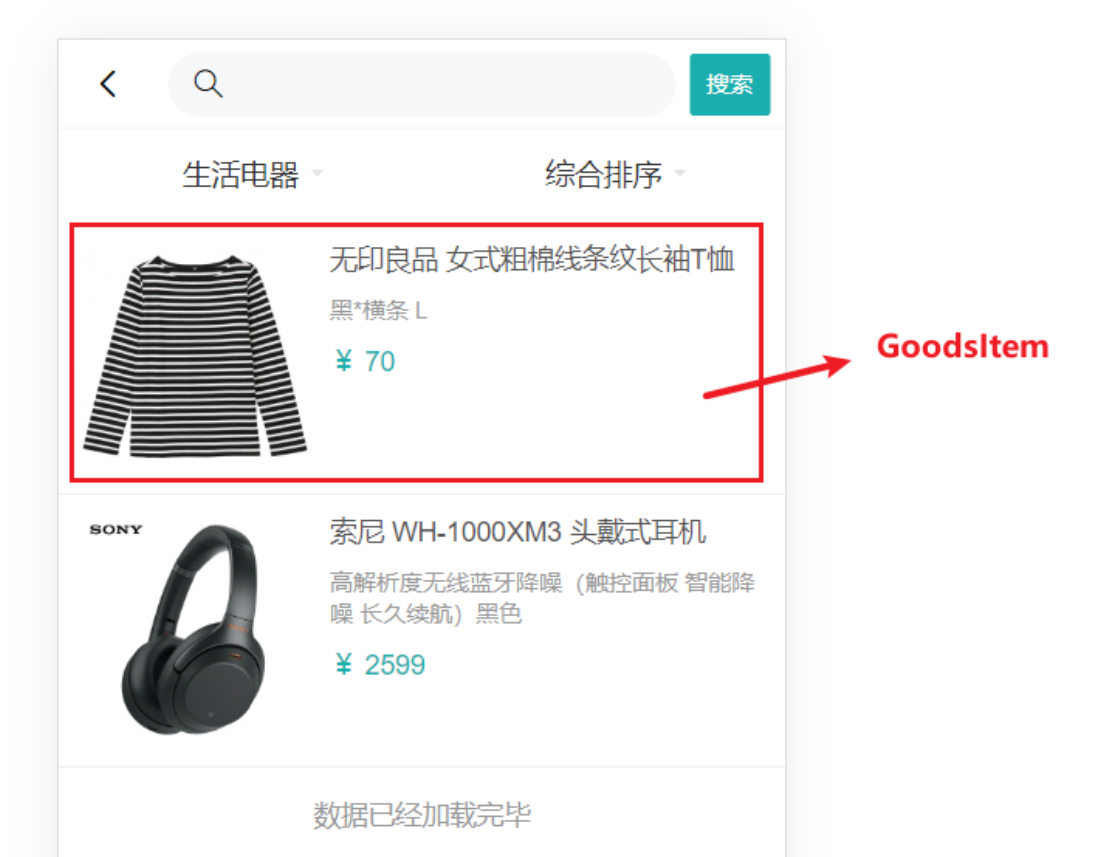 搜索
生活电器
综合排序
无印良品 女式粗棉线条纹长袖T恤
黑*横条 L
¥ 70
GoodsItem
SONY
索尼 WH-1000XM3 头戴式耳机
高解析度无线蓝牙降噪（触控面板 智能降
噪 长久续航）黑色
¥ 2599
数据已经加载完毕